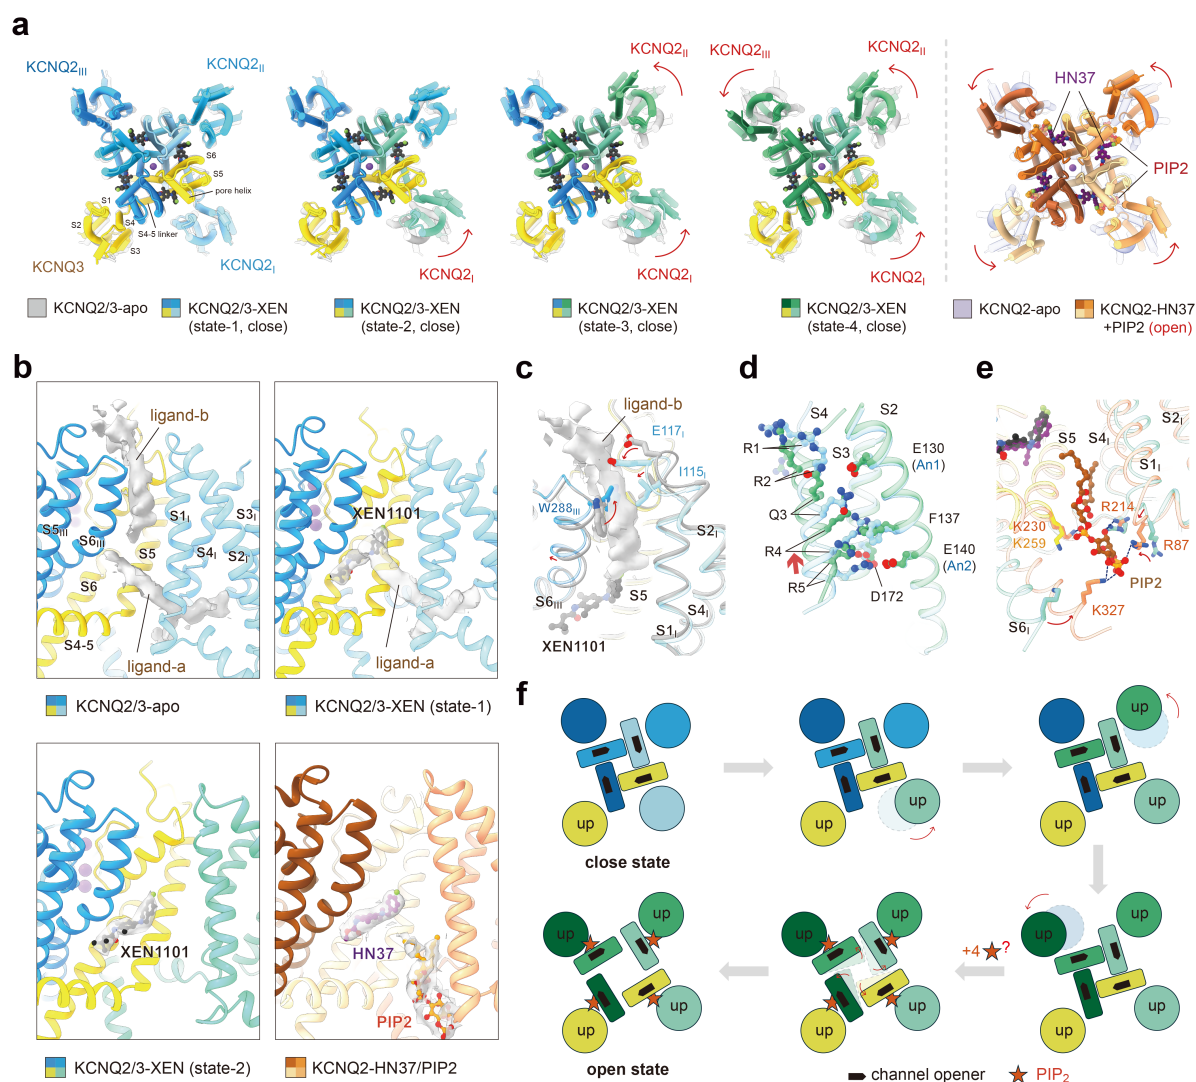 a
KCNQ2III
KCNQ2II
S6
S5
pore helix
S1
S2
S4
S4-5 linker
S3
KCNQ3
KCNQ2I
KCNQ2I
KCNQ2II
KCNQ2I
KCNQ2III
KCNQ2II
KCNQ2I
HN37
PIP2
KCNQ2/3-apo
KCNQ2/3-XEN
(state-1, close)
KCNQ2/3-XEN
(state-2, close)
KCNQ2/3-XEN
(state-3, close)
KCNQ2/3-XEN
(state-4, close)
KCNQ2-apo
KCNQ2-HN37
+PIP2 (open)
b
ligand-b
S5III
S6III
S5
S1I
S3I
S4I
S2I
S6
S4-5
ligand-a
KCNQ2/3-apo
XEN1101
ligand-a
KCNQ2/3-XEN (state-1)
XEN1101
KCNQ2/3-XEN (state-2)
HN37
PIP2
KCNQ2-HN37/PIP2
c
ligand-b
E117I
I115I
W288III
S2I
S6III
S5
S4I
S1I
XEN1101
d
S4
S2
R1
S3
E130
(An1)
R2
Q3
F137
R4
E140
(An2)
R5
D172
e
S2I
S5
S4I
S1I
K230
K259
R214
R87
PIP2
K327
S6I
f
up
close state
up
up
up
up
up
up
up
up
up
+4
?
up
up
up
up
up
up
up
up
open state
channel opener
PIP2